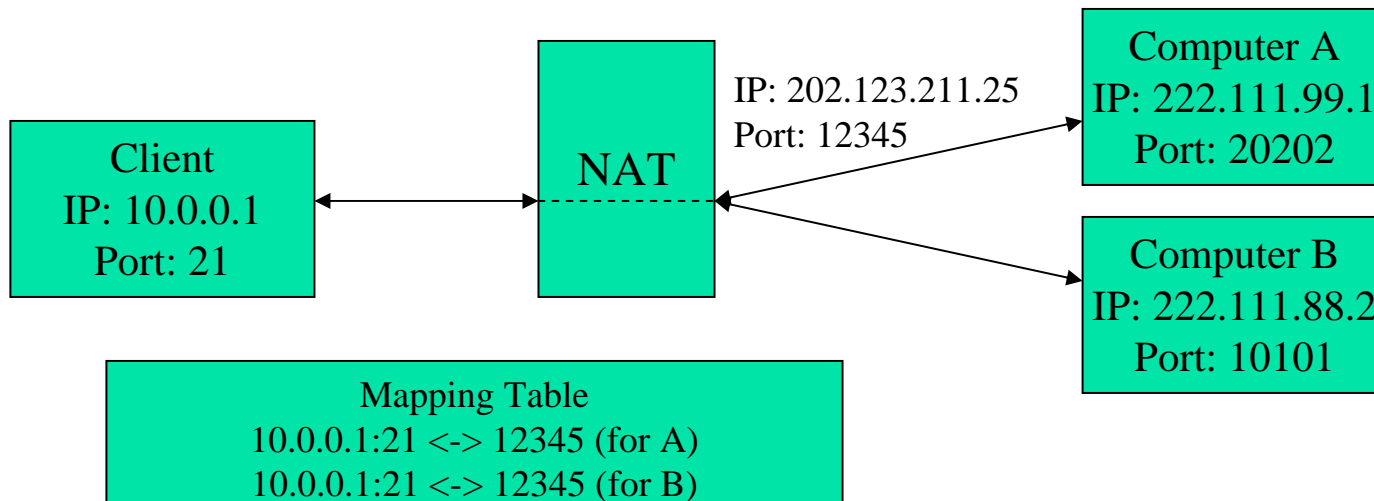 Client
IP: 10.0.0.1
Port: 21
NAT
IP: 202.123.211.25
Port: 12345
Computer A
IP: 222.111.99.1
Port: 20202
Computer B
IP: 222.111.88.2
Port: 10101
Mapping Table
10.0.0.1:21 <-> 12345 (for A)
10.0.0.1:21 <-> 12345 (for B)